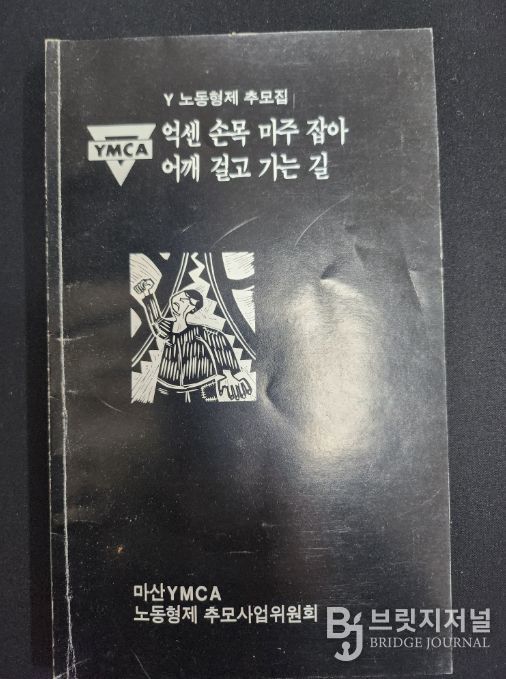 Y 노동형제 추모집
YMCA
억센 손목 마주 잡아
어깨 걸고 가는 길
마산YMCA
노동형제 추모사업위원회
BJ 브릿지저널
BRIDGE JOURNAL